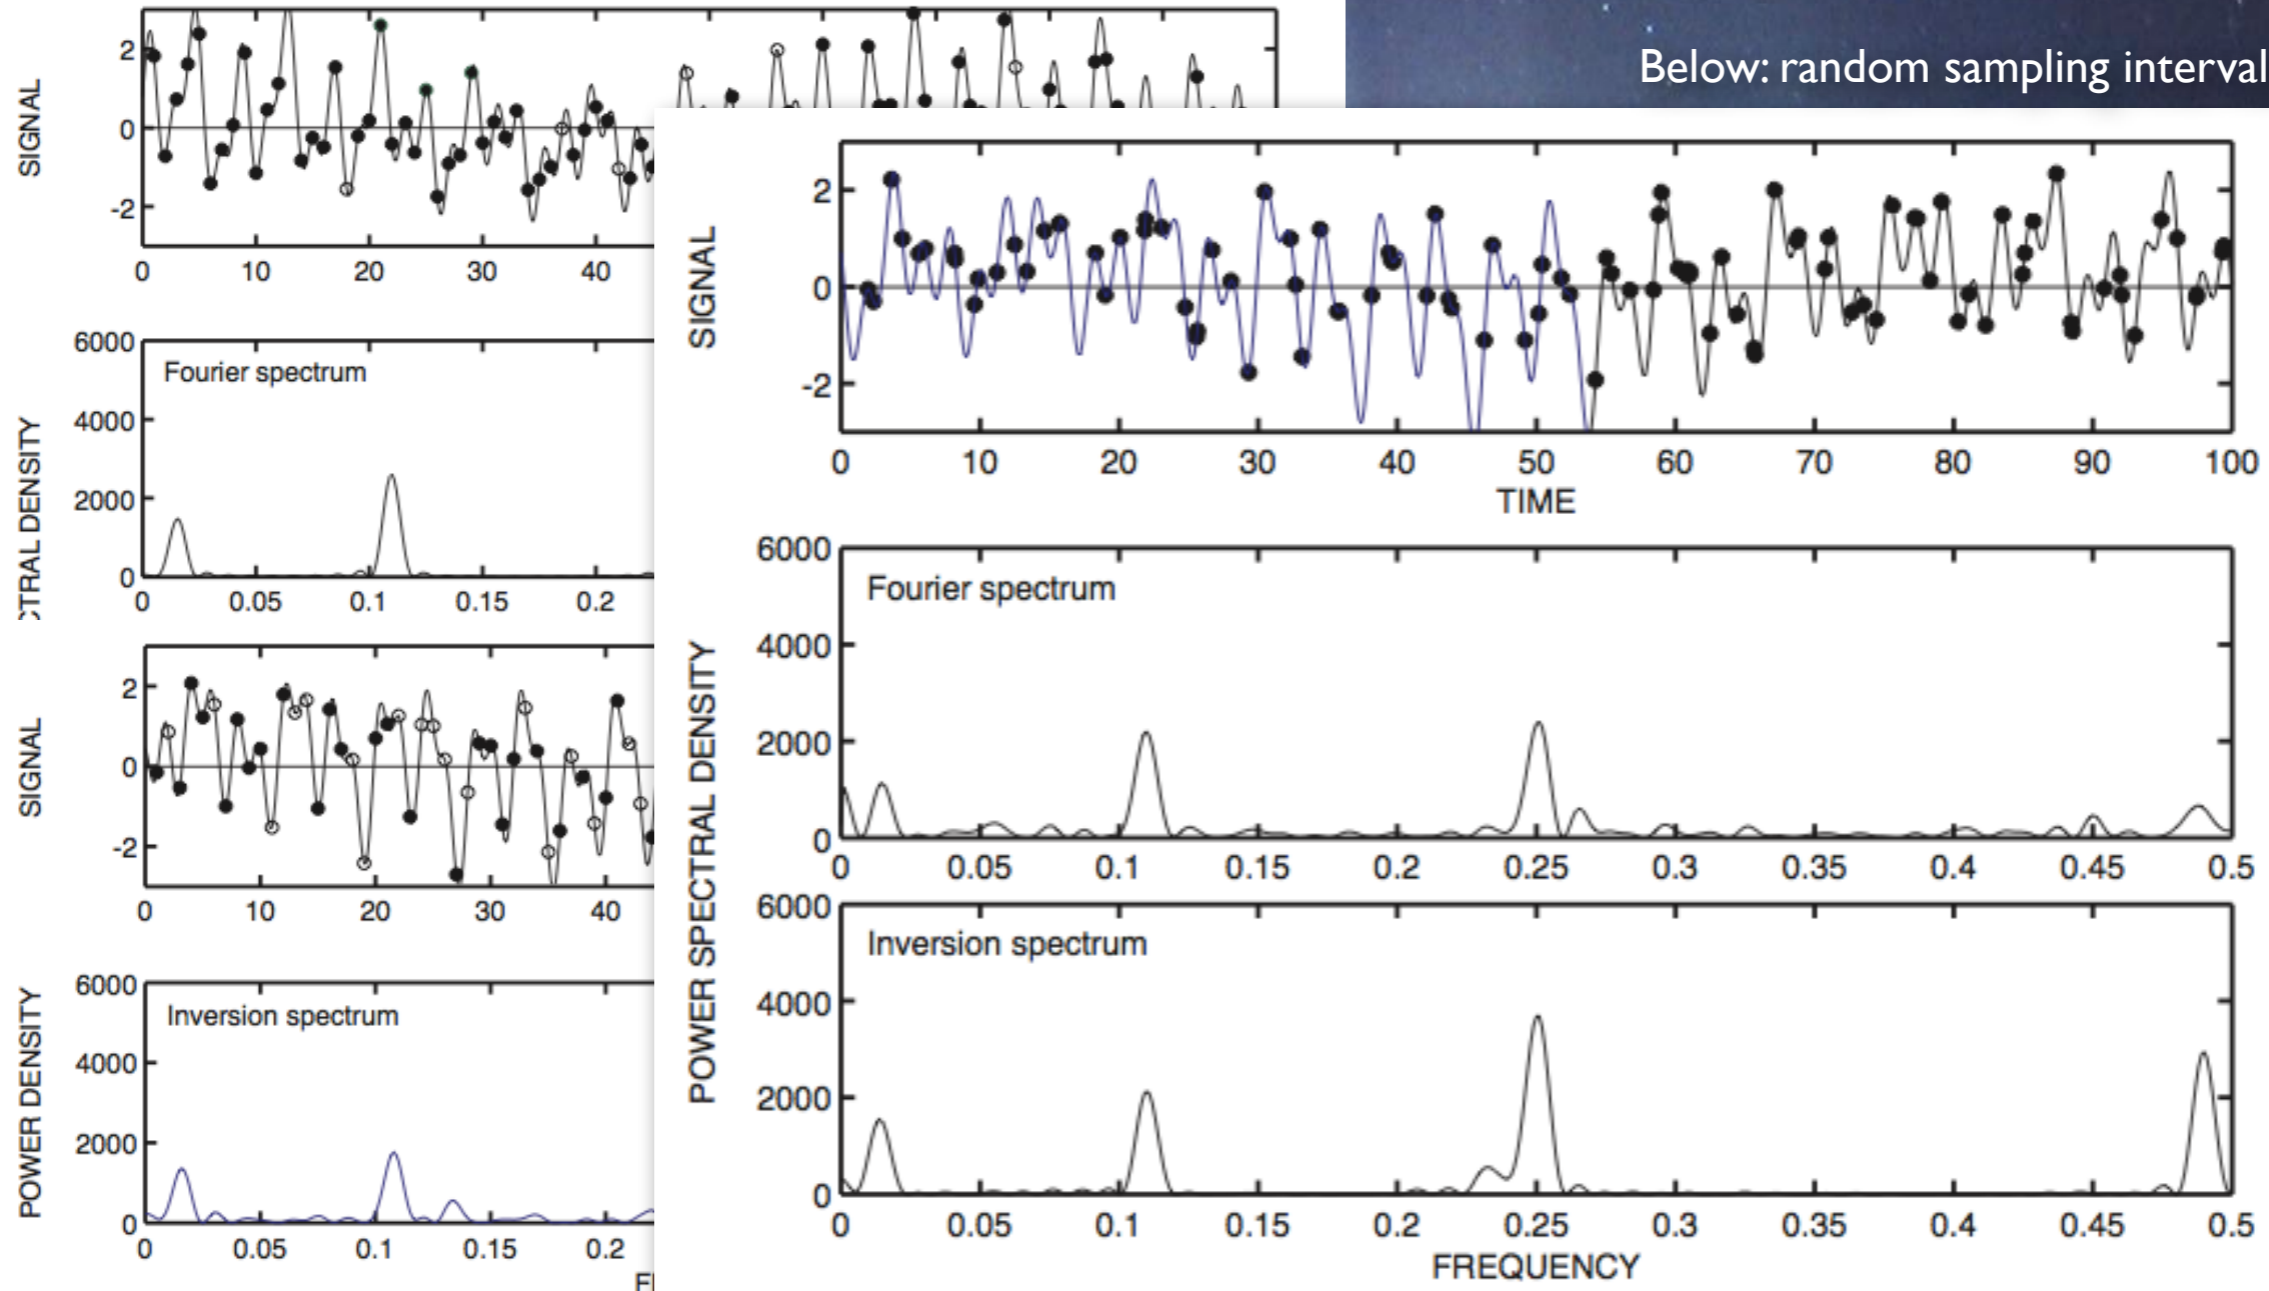 Below: random sampling interval
SIGNAL
2
0
-2
0 10 20 30 40
6000
4000
2000
0
Fourier spectrum
CTRAL DENSITY
0 0.05 0.1 0.15 0.2
SIGNAL
2
0
-2
0 10 20 30 40
6000
4000
2000
0
Inversion spectrum
POWER DENSITY
0 0.05 0.1 0.15 0.2
SIGNAL
2
0
-2
0 10 20 30 40 50 60 70 80 90 100
TIME
6000
4000
2000
0
Fourier spectrum
0 0.05 0.1 0.15 0.2 0.25 0.3 0.35 0.4 0.45 0.5
POWER SPECTRAL DENSITY
6000
4000
2000
0
Inversion spectrum
0 0.05 0.1 0.15 0.2 0.25 0.3 0.35 0.4 0.45 0.5
FREQUENCY